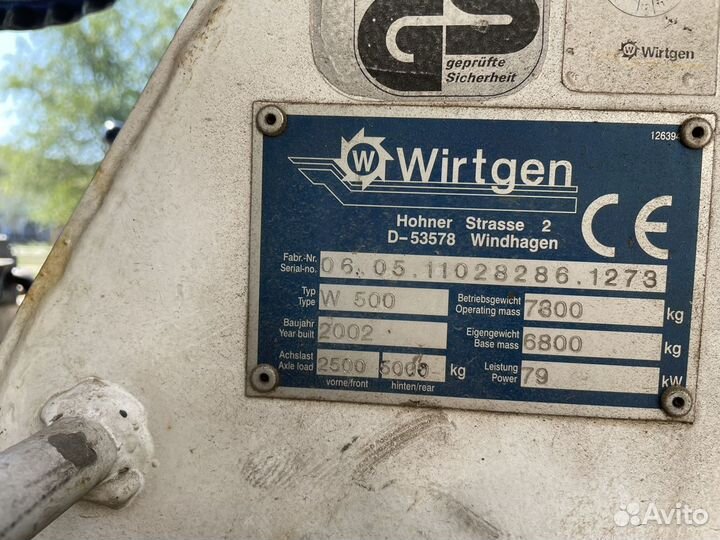 geprüfte
Sicherheit
Wirtgen
12639
W Wirtgen
Hohner Strasse 2
D-53578 Windhagen
CE
Fabr.-Nr.
Serial-no. 06.05.11028286.1273
Typ
Type W 500
Baujahr
Year built 2002
Achslast
Axle load 2500 5000 kg
vorne/front hinten/rear
Betriebsgewicht
Operating mass 7300 kg
Eigengewicht
Base mass 6800 kg
Leistung
Power 79 kW
Avito